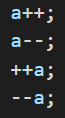 a++;
a--;
++a;
--a;